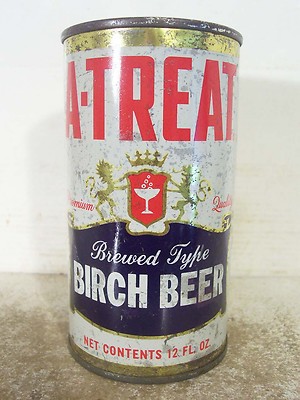 A-TREAT
Premium
Quality
Brewed Type
BIRCH BEER
NET CONTENTS 12 FL. OZ.